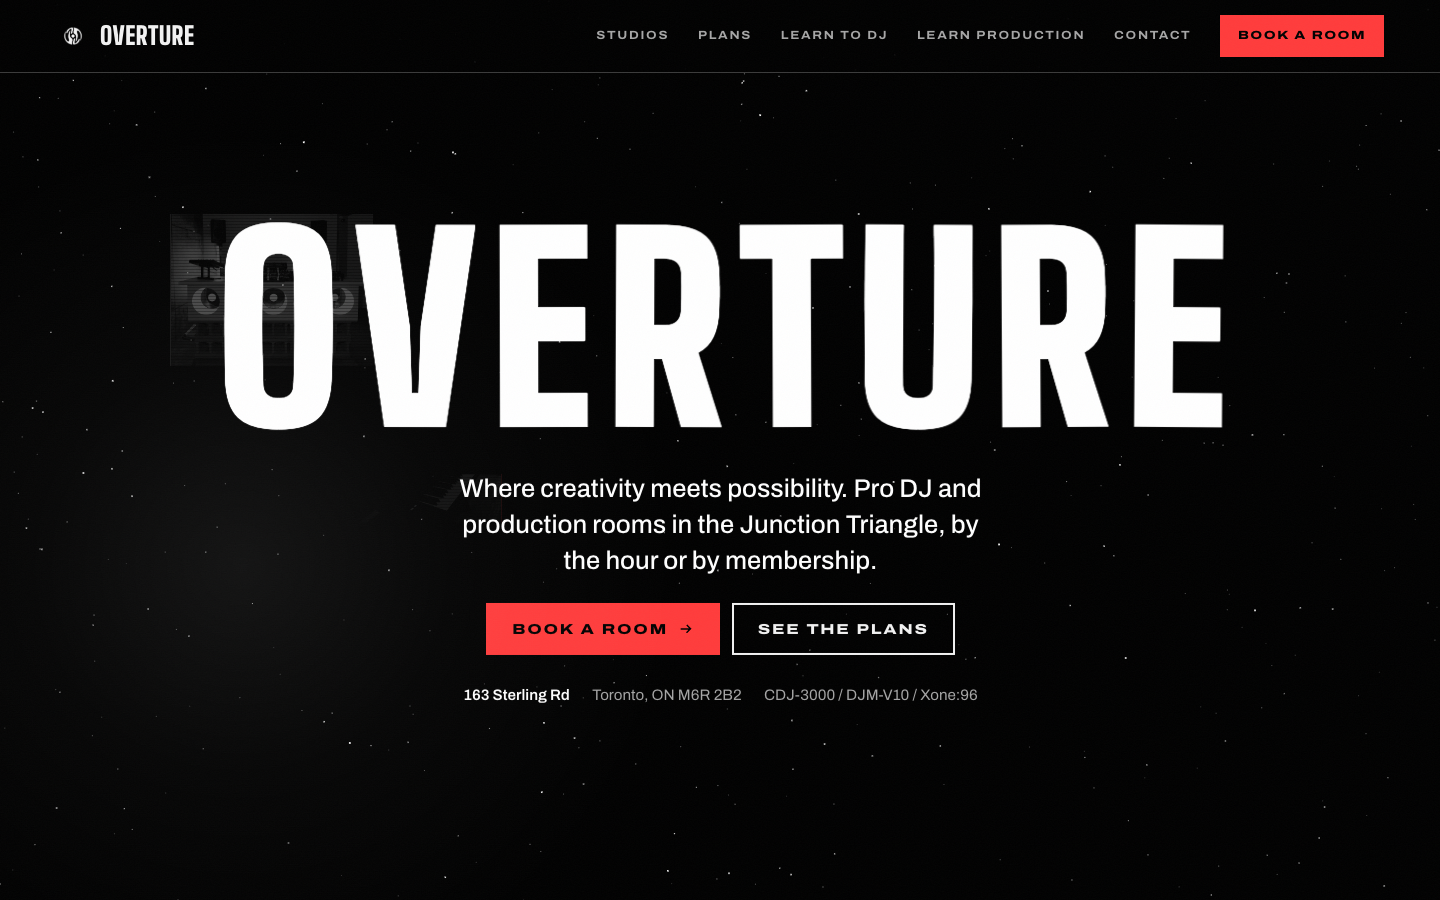 OVERTURE
STUDIOS
PLANS
LEARN TO DJ
LEARN PRODUCTION
CONTACT
BOOK A ROOM
OVERTURE
Where creativity meets possibility. Pro DJ and
production rooms in the Junction Triangle, by
the hour or by membership.
BOOK A ROOM →
SEE THE PLANS
163 Sterling Rd
Toronto, ON M6R 2B2
CDJ-3000 / DJM-V10 / Xone:96